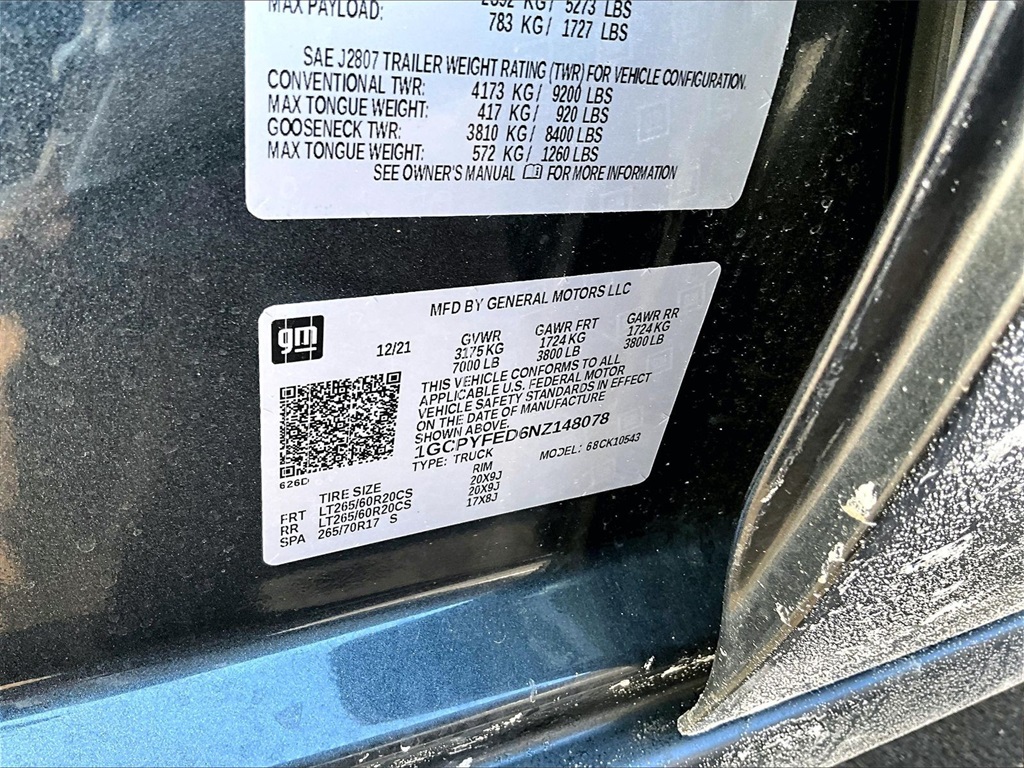 MAX PAYLOAD: 2392 KG/ 5273 LBS
783 KG/ 1727 LBS
SAE J2807 TRAILER WEIGHT RATING (TWR) FOR VEHICLE CONFIGURATION.
CONVENTIONAL TWR: 4173 KG/ 9200 LBS
MAX TONGUE WEIGHT: 417 KG/ 920 LBS
GOOSENECK TWR: 3810 KG/ 8400 LBS
MAX TONGUE WEIGHT: 572 KG/ 1260 LBS
SEE OWNER'S MANUAL FOR MORE INFORMATION
gm
MFD BY GENERAL MOTORS LLC
12/21 GVWR GAWR FRT GAWR RR
3175 KG 1724 KG 1724 KG
7000 LB 3800 LB 3800 LB
THIS VEHICLE CONFORMS TO ALL
APPLICABLE U.S. FEDERAL MOTOR
VEHICLE SAFETY STANDARDS IN EFFECT
ON THE DATE OF MANUFACTURE
SHOWN ABOVE.
1GCPYFED6NZ148078
TYPE: TRUCK MODEL: 68CK10543
626D
TIRE SIZE RIM
FRT LT265/60R20CS 20X9J
RR LT265/60R20CS 20X9J
SPA 265/70R17 S 17X8J